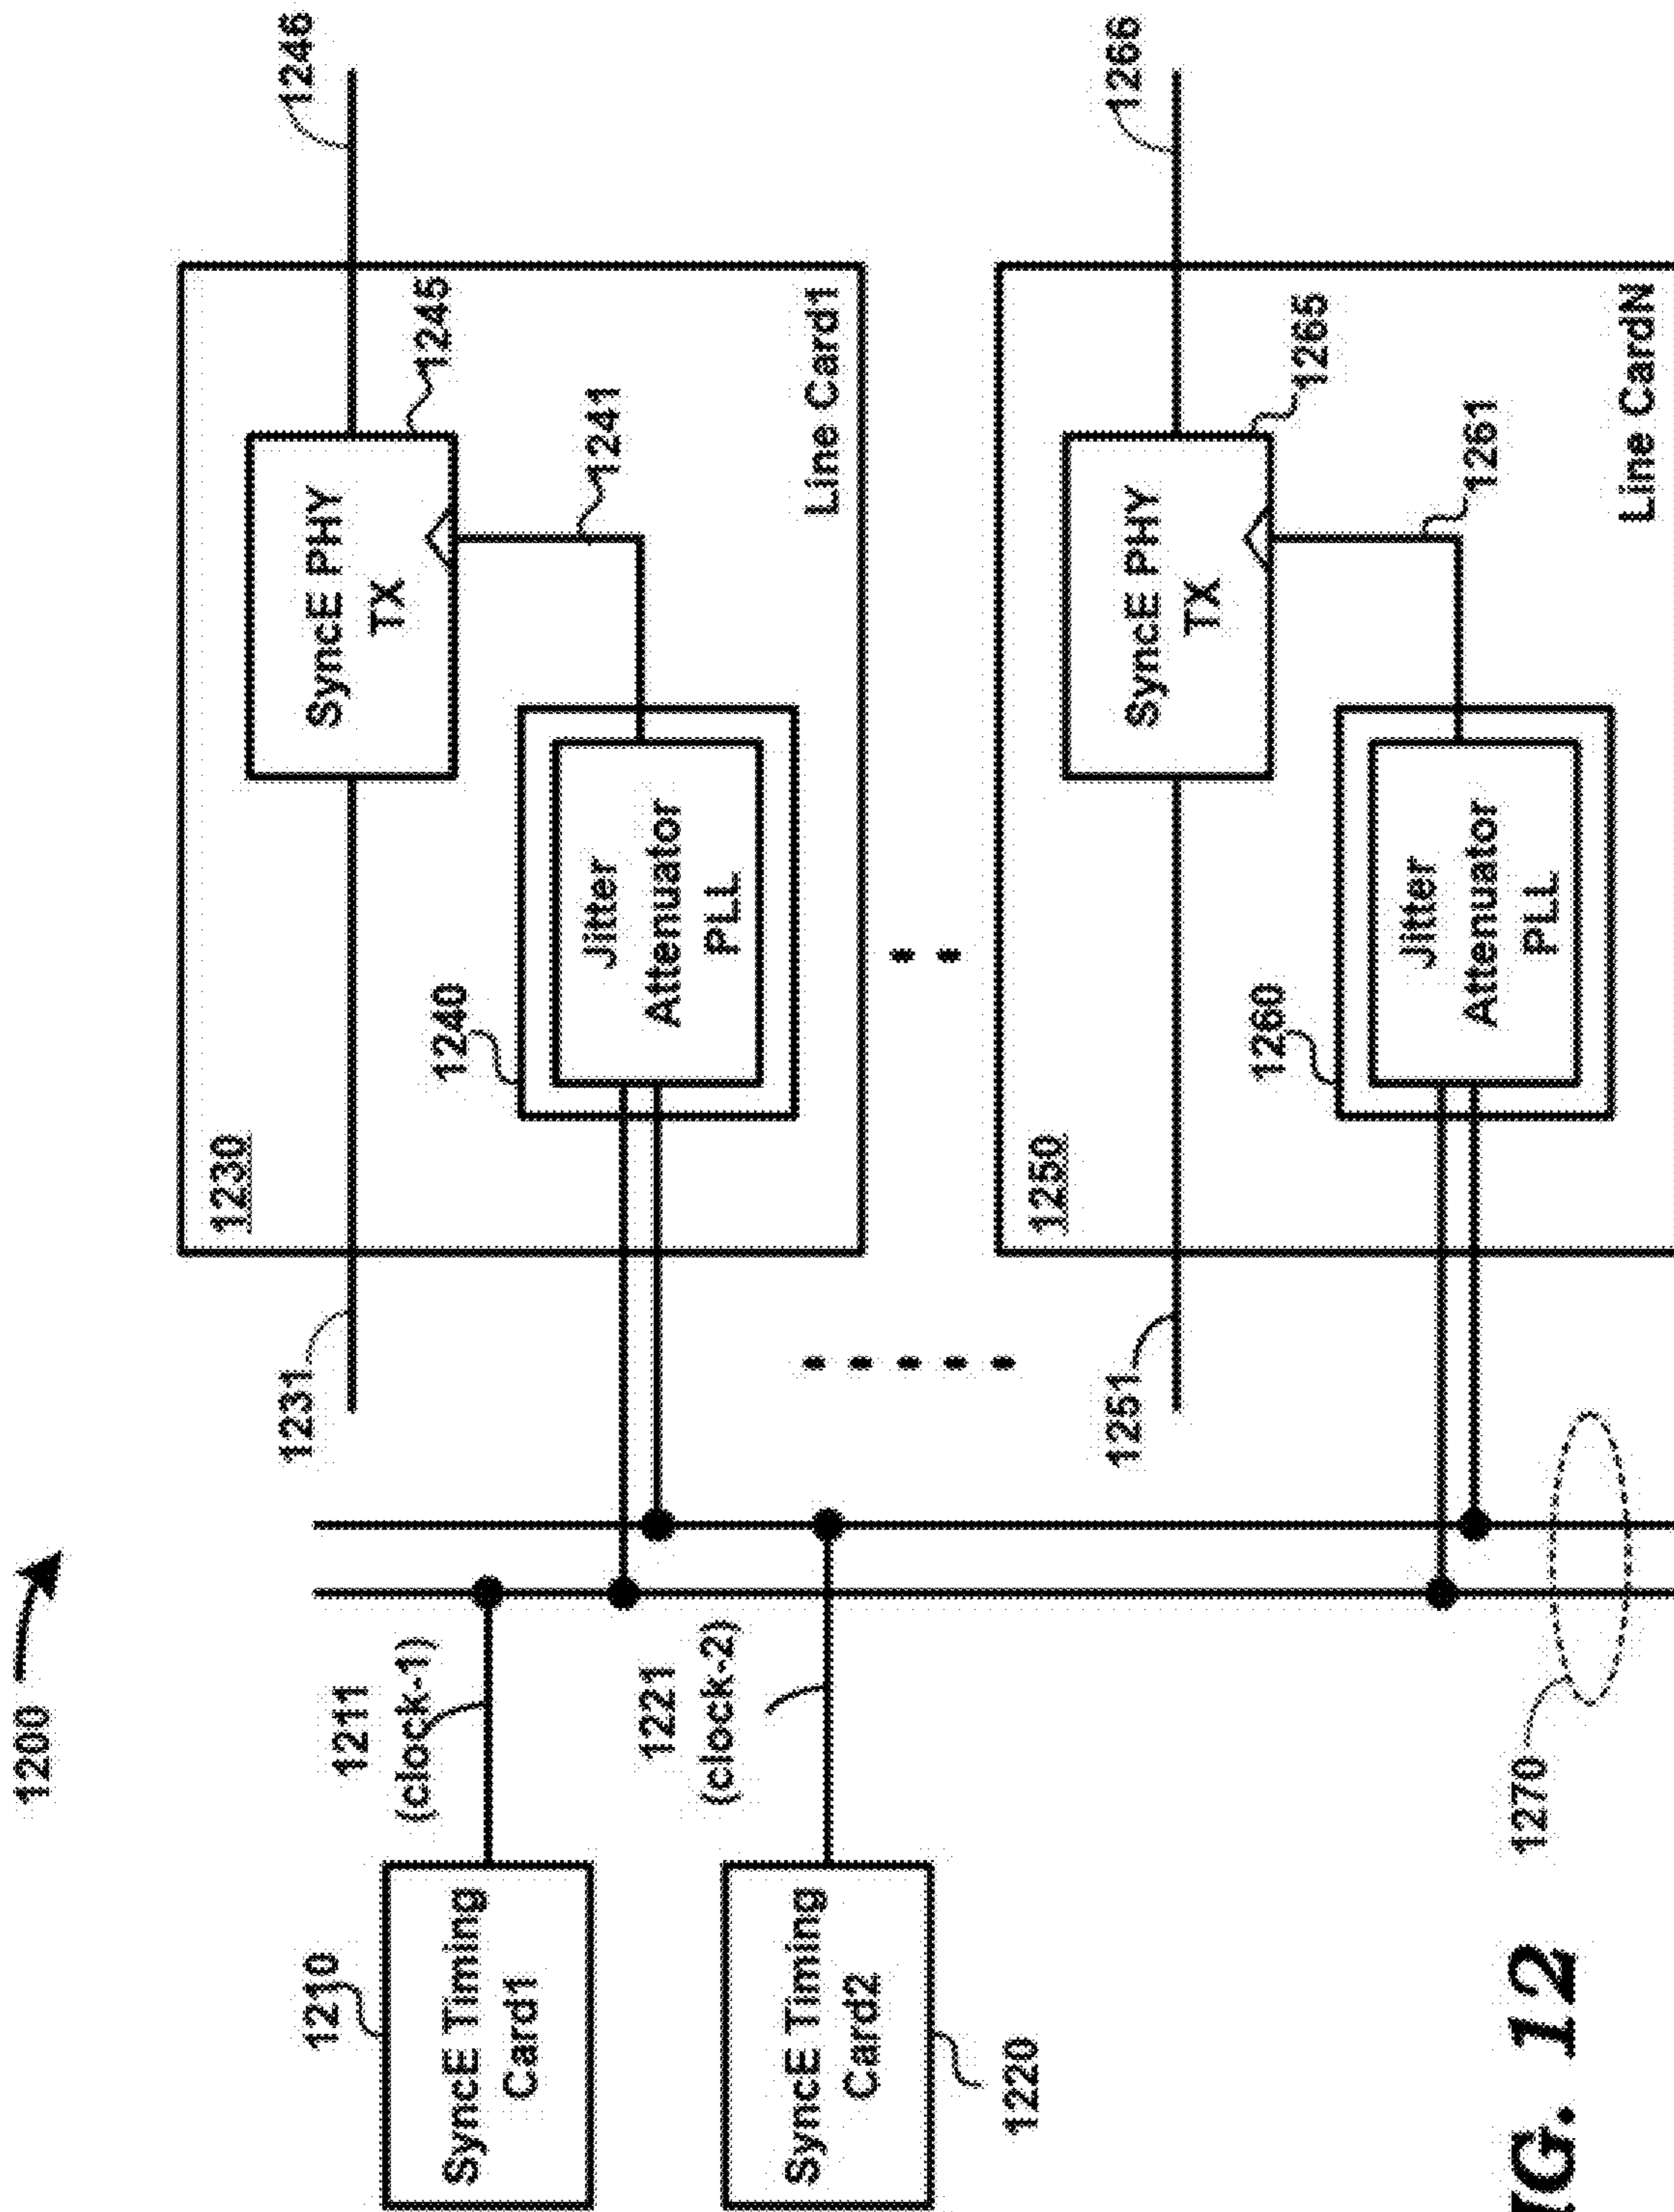 1200
1210
SyncE Timing
Card1
1211
(clock-1)
SyncE Timing
Card2
1220
1221
(clock-2)
1231
1230
SyncE PHY
TX
1245
1246
1240
Jitter
Attenuator
PLL
1241
Line Card1
1251
1250
SyncE PHY
TX
1265
1266
1260
Jitter
Attenuator
PLL
1261
Line CardN
1270
IG. 12